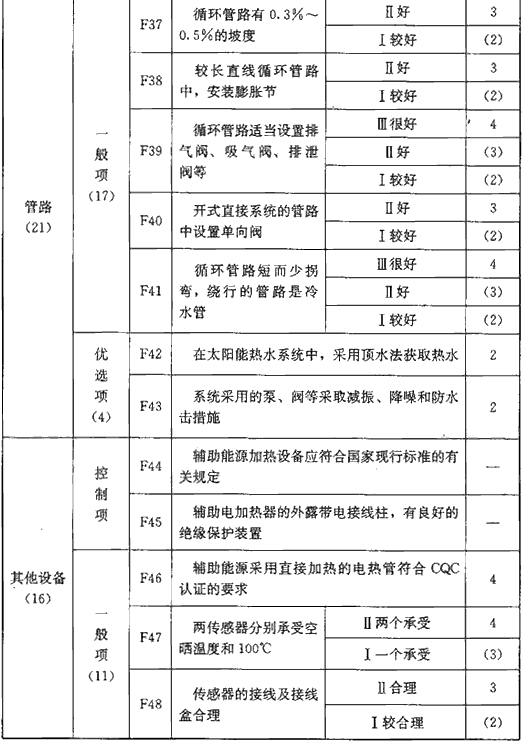 管路
(21)
一
般
项
(17)
F37
循环管路有0.3%～
0.5%的坡度
Ⅱ好
3
Ⅰ较好
(2)
F38
较长直线循环管路
中，安装膨胀节
Ⅱ好
3
Ⅰ较好
(2)
F39
循环管路适当设置排
气阀、吸气阀、排泄
阀等
Ⅲ很好
4
Ⅱ好
(3)
Ⅰ较好
(2)
F40
开式直接系统的管路
中设置单向阀
Ⅱ好
3
Ⅰ较好
(2)
F41
循环管路短而少拐
弯，绕行的管路是冷
水管
Ⅲ很好
4
Ⅱ好
(3)
Ⅰ较好
(2)
优
选
项
(4)
F42
在太阳能热水系统中，采用顶水法获取热水
2
F43
系统采用的泵、阀等采取减振、降噪和防水
击措施
2
其他设备
(16)
控
制
项
F44
辅助能源加热设备应符合国家现行标准的有
关规定
—
F45
辅助电加热器的外露带电接线柱，有良好的
绝缘保护装置
—
一
般
项
(11)
F46
辅助能源采用直接加热的电热管符合CQC
认证的要求
4
F47
两传感器分别承受空
晒温度和100℃
Ⅱ两个承受
4
Ⅰ一个承受
(3)
F48
传感器的接线及接线
盒合理
Ⅱ合理
3
Ⅰ较合理
(2)